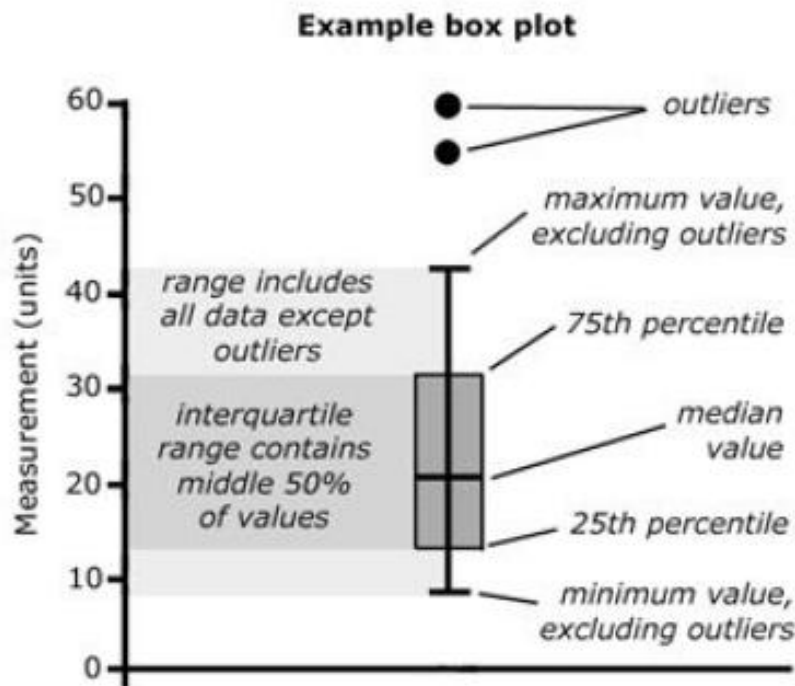 Example box plot
60
outliers
50
maximum value,
excluding outliers
Measurement (units)
range includes
all data except
outliers
40
75th percentile
30
interquartile
range contains
middle 50%
of values
median
value
20
25th percentile
10
minimum value,
excluding outliers
0